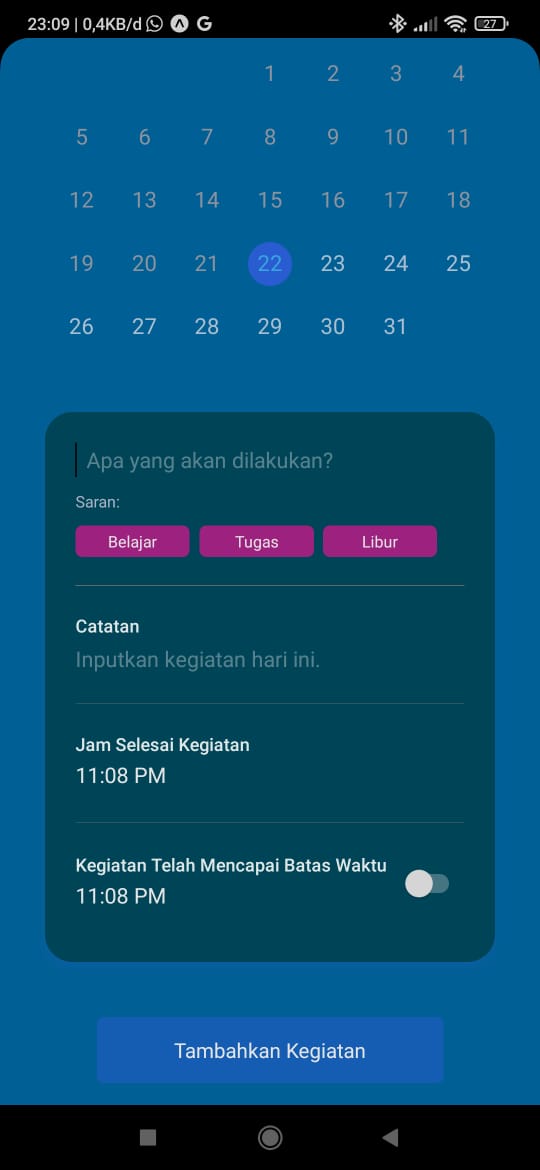 23:09 | 0,4KB/d
27
1 2 3 4
5 6 7 8 9 10 11
12 13 14 15 16 17 18
19 20 21 22 23 24 25
26 27 28 29 30 31
Apa yang akan dilakukan?
Saran:
Belajar Tugas Libur
Catatan
Inputkan kegiatan hari ini.
Jam Selesai Kegiatan
11:08 PM
Kegiatan Telah Mencapai Batas Waktu
11:08 PM
Tambahkan Kegiatan